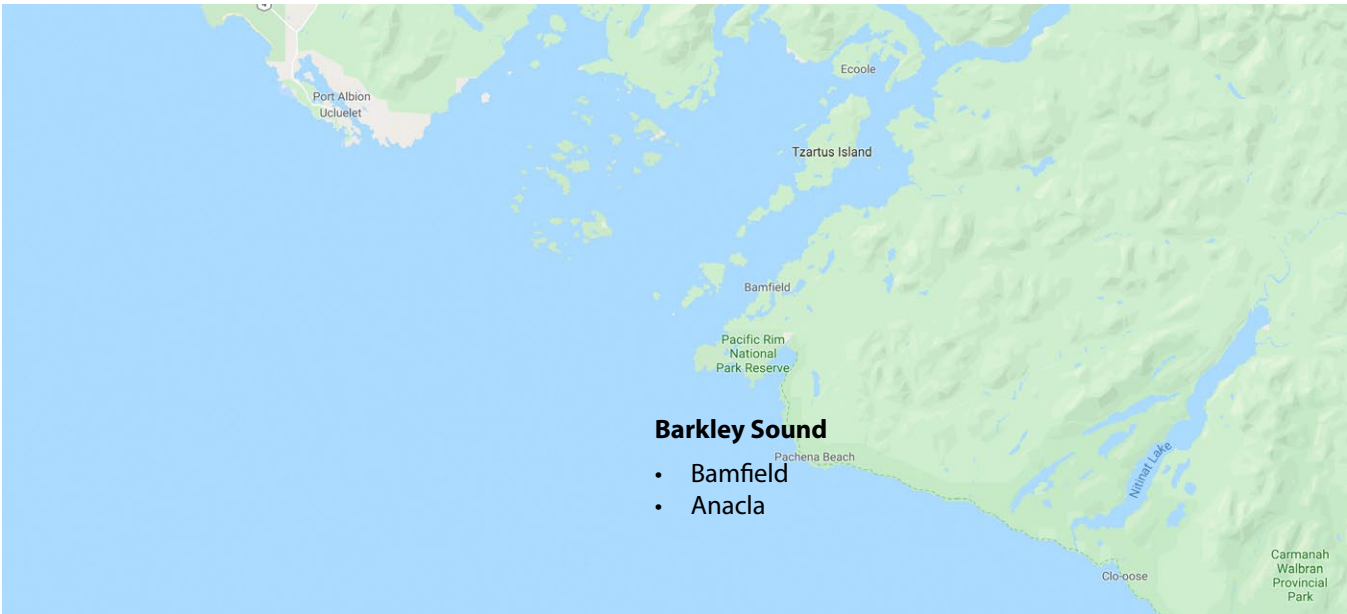 4
Port Albion
Ucluelet
Ecoole
Tzartus Island
Bamfield
Pacific Rim
National
Park Reserve
Barkley Sound
• Bamfield
• Anacla
Pachena Beach
Nitinat Lake
Clo-oose
Carmanah
Walbran
Provincial
Park